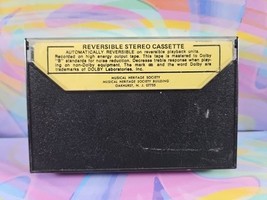 REVERSIBLE STEREO CASSETTE
AUTOMATICALLY REVERSIBLE on reversible playback units
Recorded on high energy output tape. This tape is mastered to Dolby
"B" standards for noise reduction. Decrease treble response when play-
ing on non-Dolby equipment. The mark as and the word Dolby are
trademarks of DOLBY Laboratories, Inc.
MUSICAL HERITAGE SOCIETY
MUSICAL HERITAGE SOCIETY BUILDING
OAKHURST, N. J. 07755